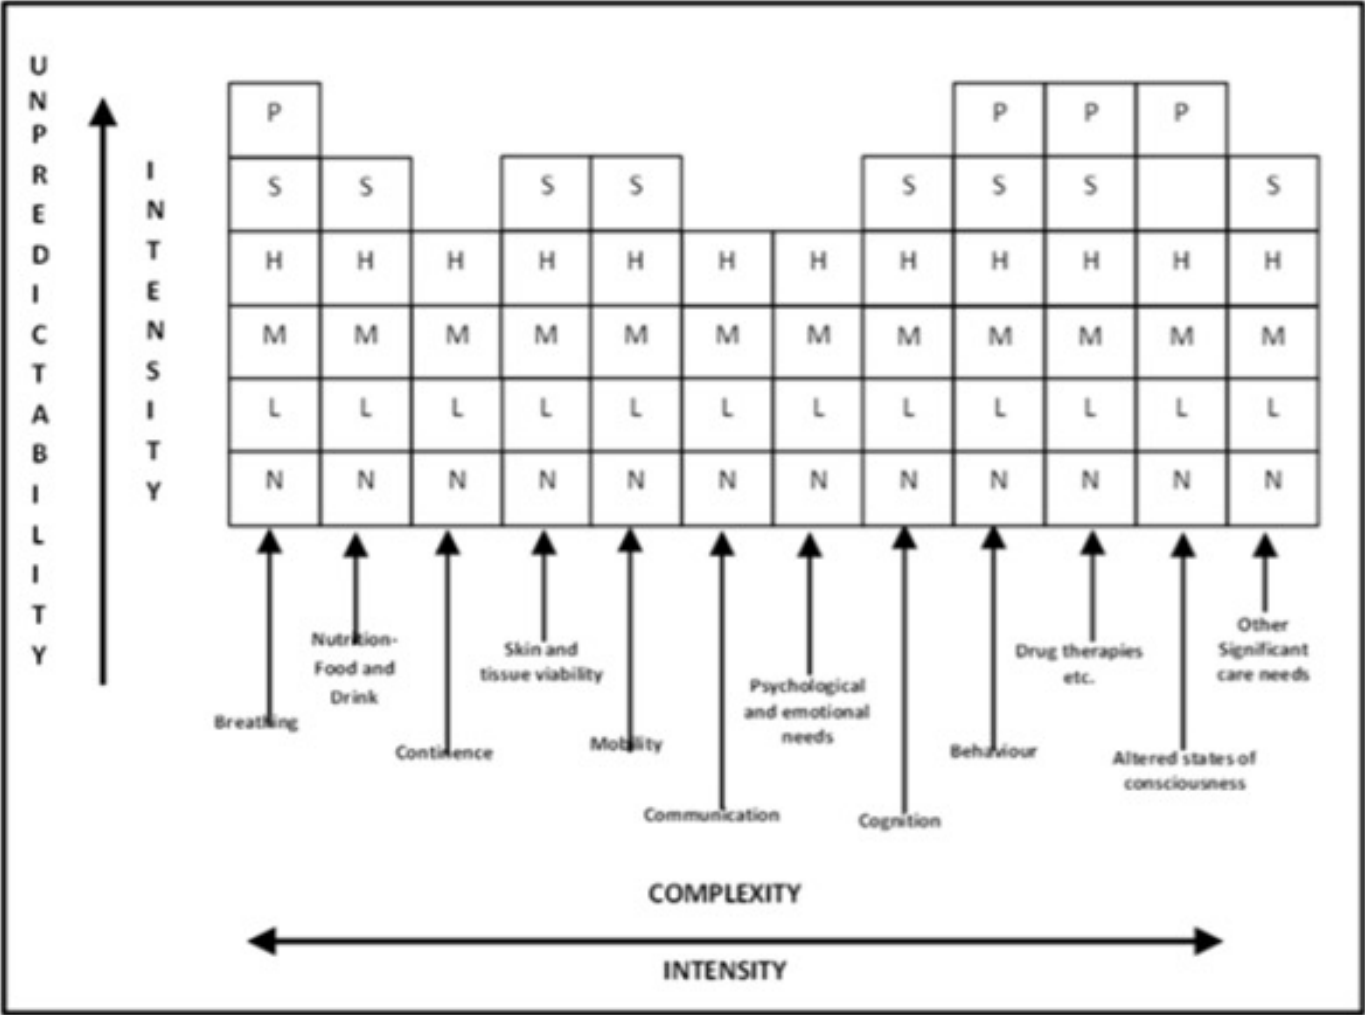 UNPREDICTABILITY
INTENSITY
P P P P
S S S S S S S S
H H H H H H H H H H H H
M M M M M M M M M M M M
L L L L L L L L L L L L
N N N N N N N N N N N N
Breathing
Nutrition-
Food and
Drink
Continence
Skin and
tissue viability
Mobility
Communication
Psychological
and emotional
needs
Cognition
Behaviour
Drug therapies
etc.
Altered states of
consciousness
Other
Significant
care needs
COMPLEXITY
INTENSITY